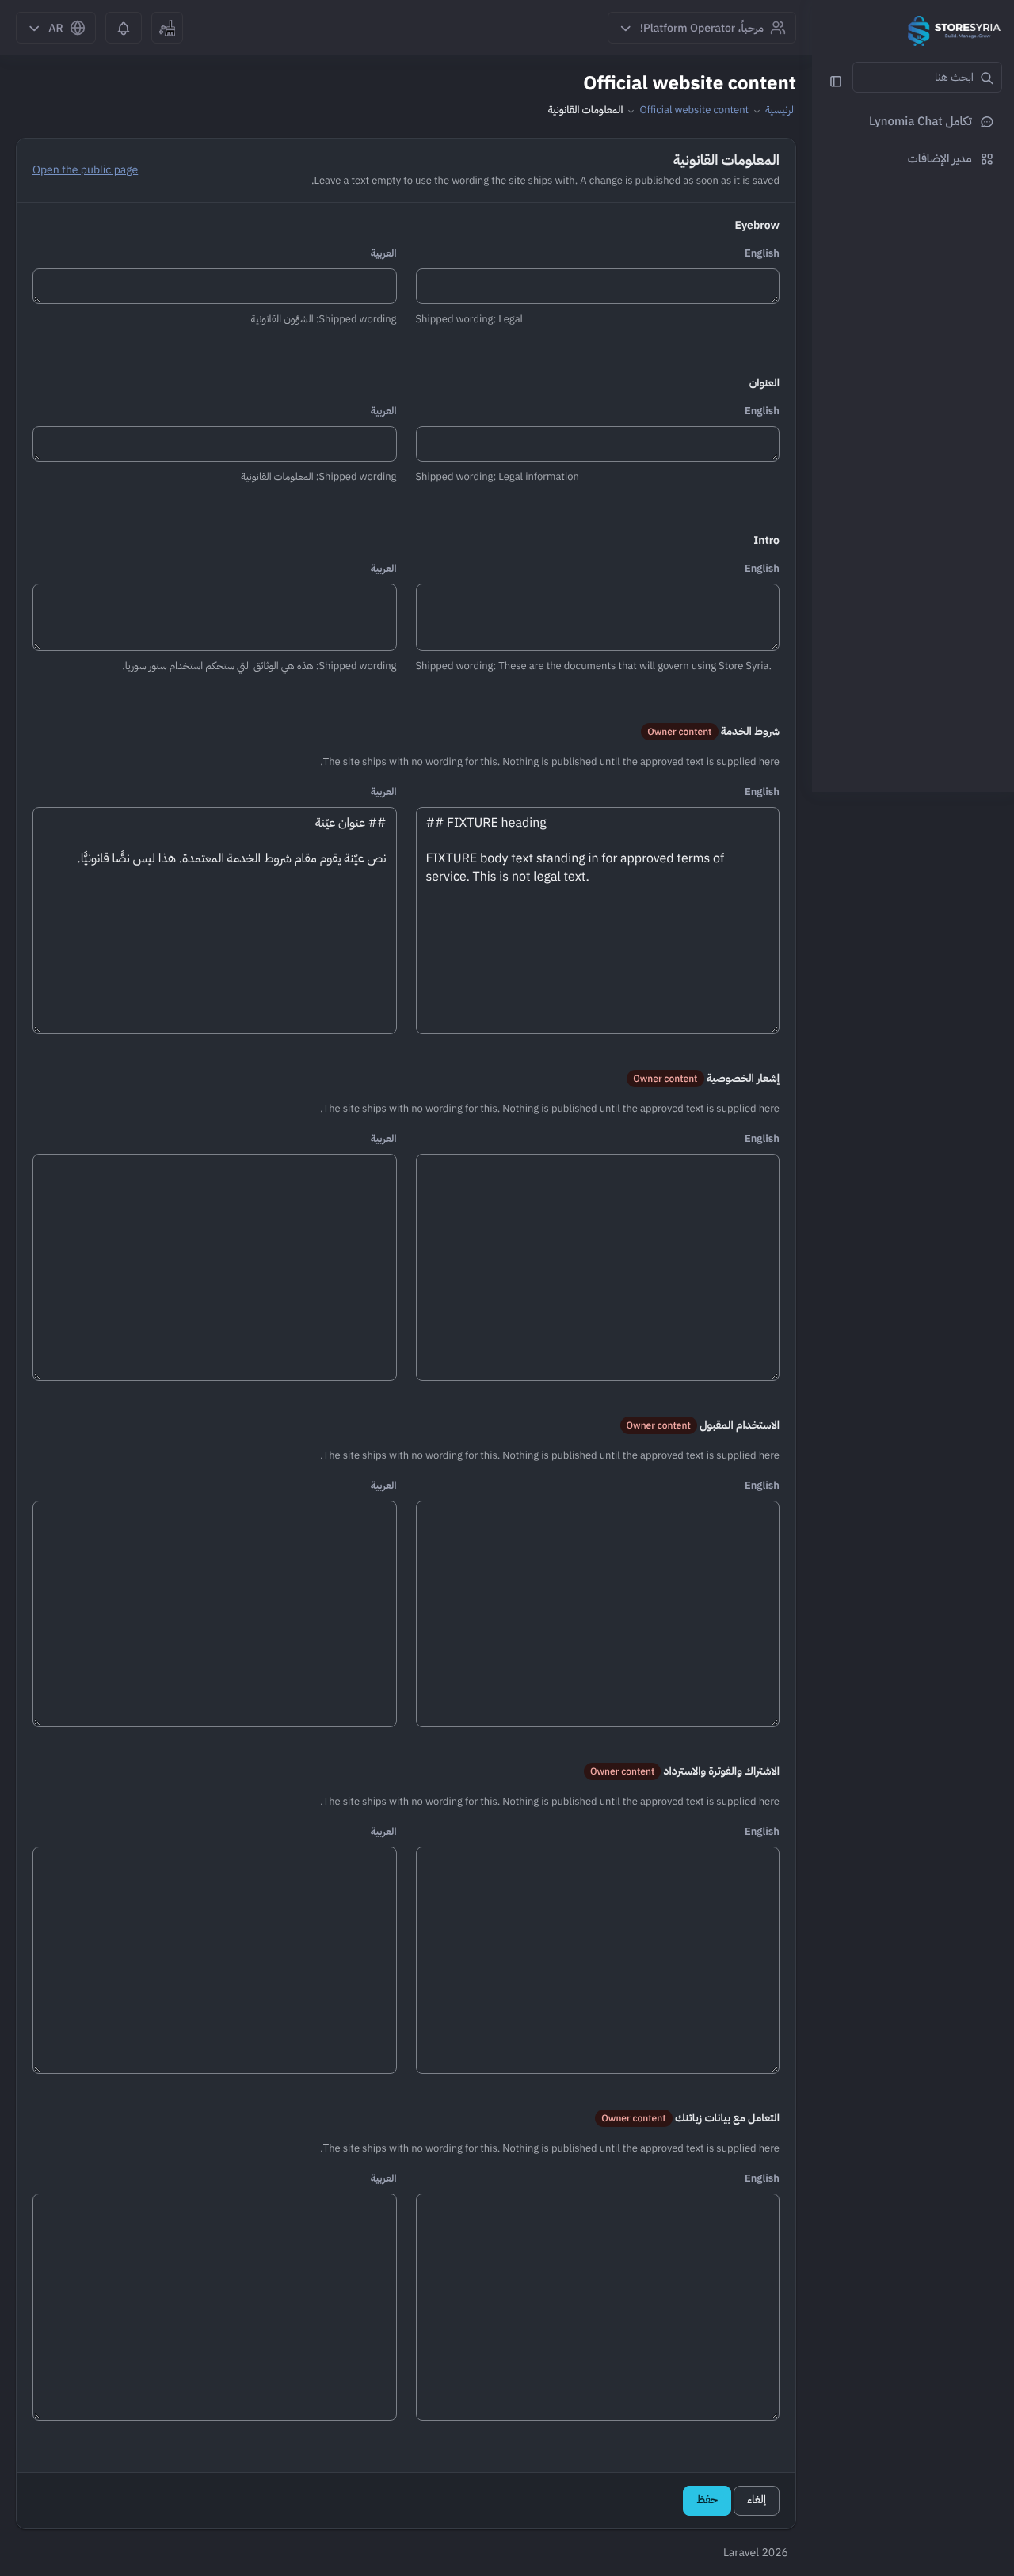 STORESYRIA
Build. Manage. Grow
ابحث هنا
تكامل Lynomia Chat
مدير الإضافات
مرحباً، Platform Operator!
AR
Official website content
الرئيسية
Official website content
المعلومات القانونية
المعلومات القانونية
Leave a text empty to use the wording the site ships with. A change is published as soon as it is saved.
Open the public page
Eyebrow
English
العربية
Shipped wording: Legal
Shipped wording: الشؤون القانونية
العنوان
English
العربية
Shipped wording: Legal information
Shipped wording: المعلومات القانونية
Intro
English
العربية
Shipped wording: These are the documents that will govern using Store Syria.
Shipped wording: هذه هي الوثائق التي ستحكم استخدام ستور سوريا.
شروط الخدمة Owner content
The site ships with no wording for this. Nothing is published until the approved text is supplied here.
English
العربية
## FIXTURE heading
FIXTURE body text standing in for approved terms of
service. This is not legal text.
## عنوان عيّنة
نص عيّنة يقوم مقام شروط الخدمة المعتمدة. هذا ليس نصًّا قانونيًّا.
إشعار الخصوصية Owner content
The site ships with no wording for this. Nothing is published until the approved text is supplied here.
English
العربية
الاستخدام المقبول Owner content
The site ships with no wording for this. Nothing is published until the approved text is supplied here.
English
العربية
الاشتراك والفوترة والاسترداد Owner content
The site ships with no wording for this. Nothing is published until the approved text is supplied here.
English
العربية
التعامل مع بيانات زبائنك Owner content
The site ships with no wording for this. Nothing is published until the approved text is supplied here.
English
العربية
إلغاء
حفظ
Laravel 2026